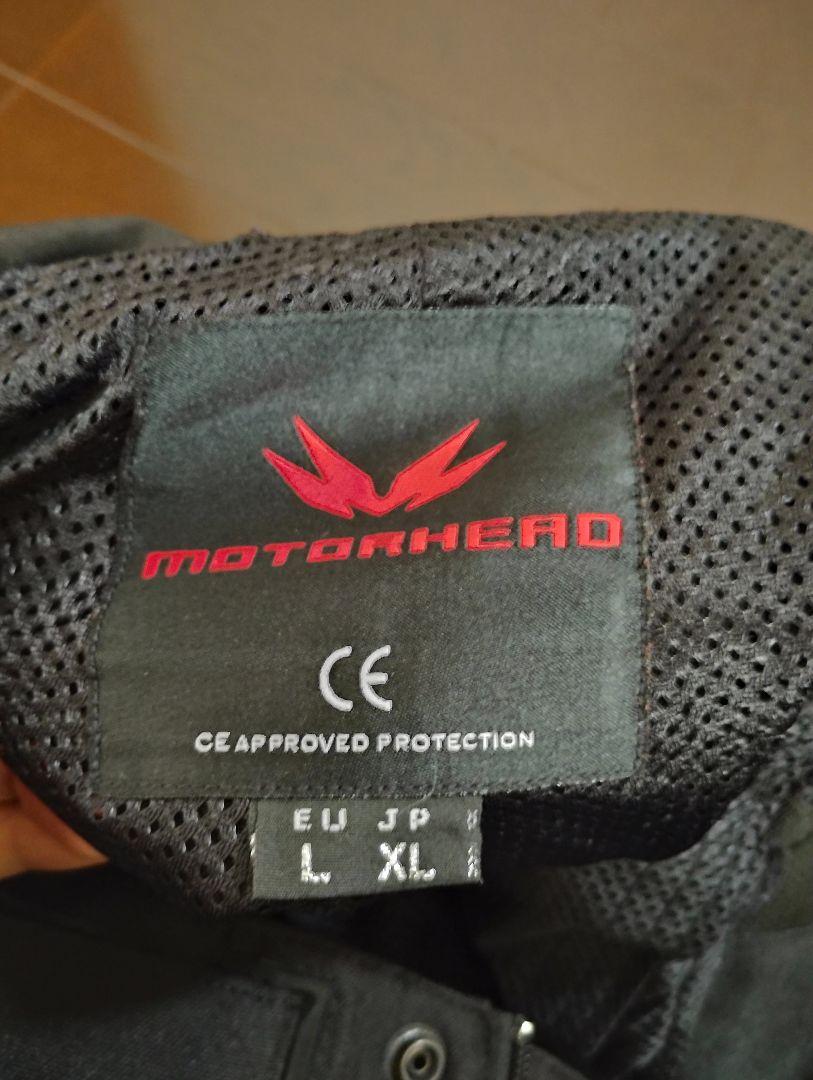 MOTORHEAD
CE
CE APPROVED PROTECTION
EU JP
L XL